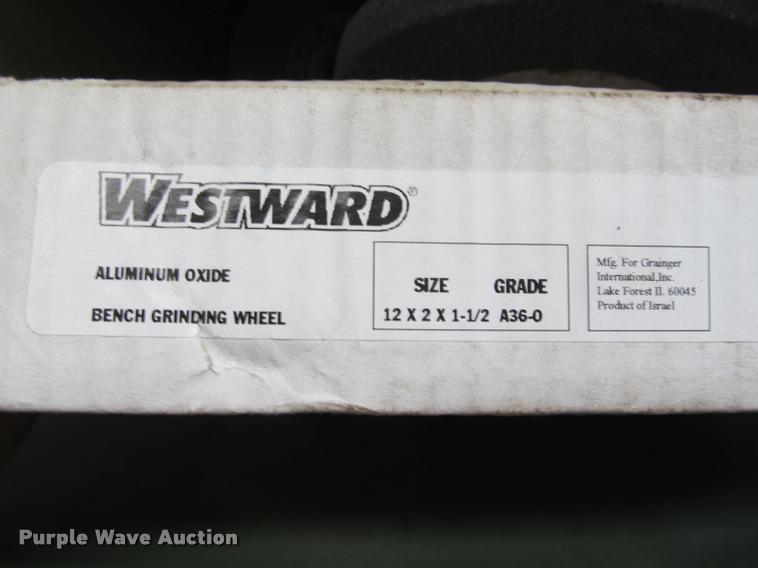 WESTWARD®
ALUMINUM OXIDE
BENCH GRINDING WHEEL
SIZE GRADE
12 X 2 X 1-1/2 A36-O
Mfg. For Grainger
International,Inc.
Lake Forest Il. 60045
Product of Israel
Purple Wave Auction